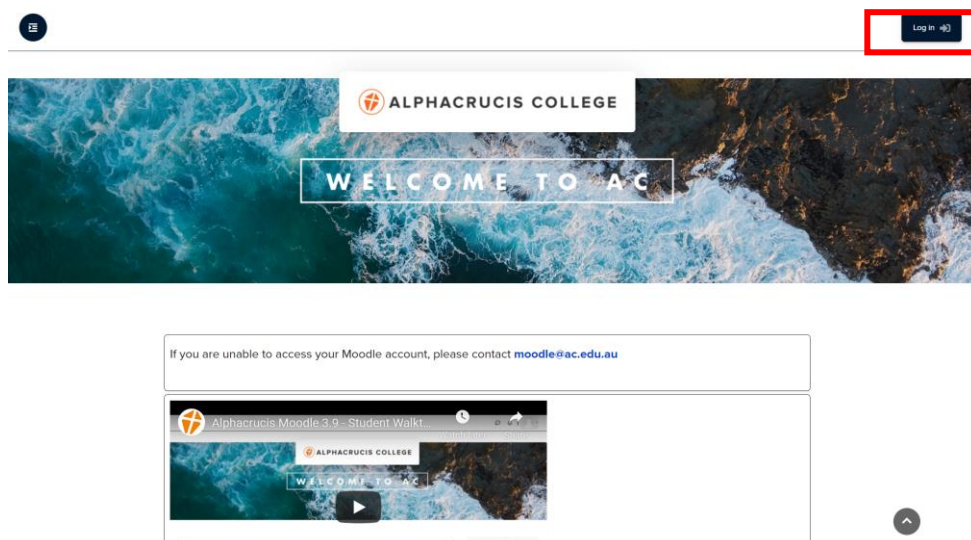 Log in
ALPHACRUCIS COLLEGE
WELCOME TO AC
If you are unable to access your Moodle account, please contact moodle@ac.edu.au
Alphacrucis Moodle 3.9 - Student Walkt...
ALPHACRUCIS COLLEGE
WELCOME TO AC